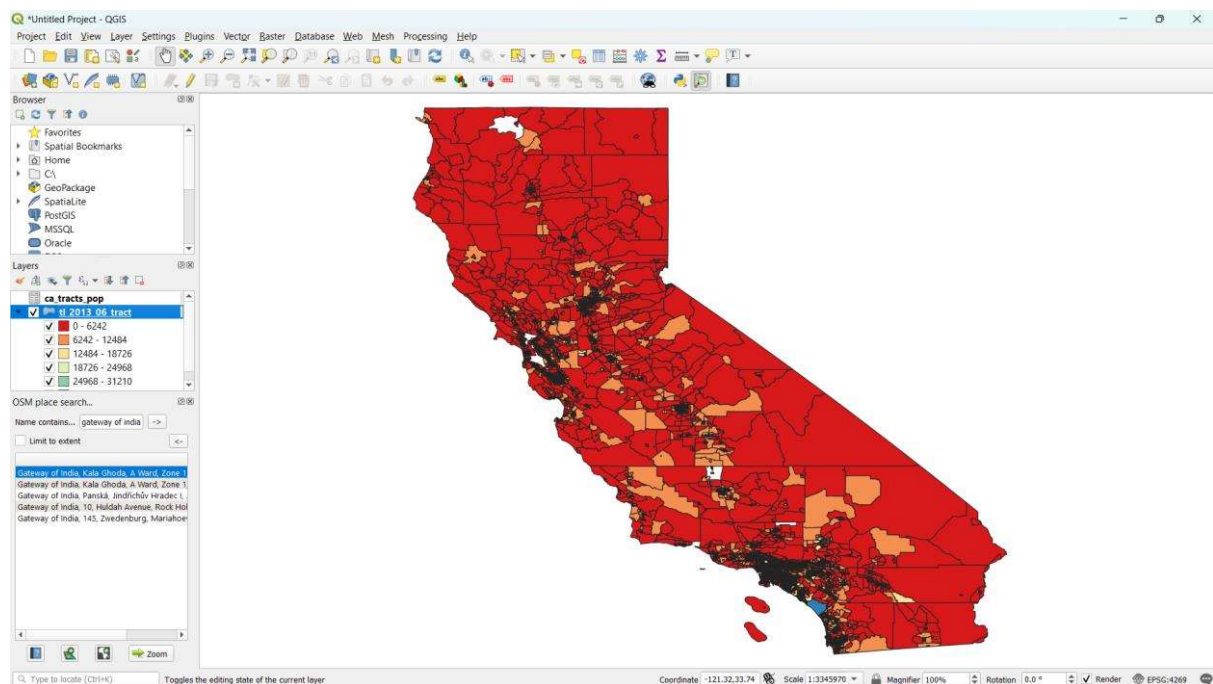 *Untitled Project - QGIS
Project Edit View Layer Settings Plugins Vector Raster Database Web Mesh Processing Help
Browser
Favorites
Spatial Bookmarks
Home
C:\
GeoPackage
SpatiaLite
PostGIS
MSSQL
Oracle
Layers
ca_tracts_pop
tl_2013_06_tract
0 - 6242
6242 - 12484
12484 - 18726
18726 - 24968
24968 - 31210
OSM place search...
Name contains... gateway of india ->
Limit to extent <-
Gateway of India, Kala Ghoda, A Ward, Zone 1
Gateway of India, Kala Ghoda, A Ward, Zone 1,
Gateway of India, Panská, Jindřichův Hradec I, .
Gateway of India, 10, Huldah Avenue, Rock Hol
Gateway of India, 145, Zwedenburg, Mariahoe
Zoom
Type to locate (Ctrl+K) Toggles the editing state of the current layer Coordinate -121.32,33.74 Scale 1:3345970 Magnifier 100% Rotation 0.0 ° Render EPSG:4269